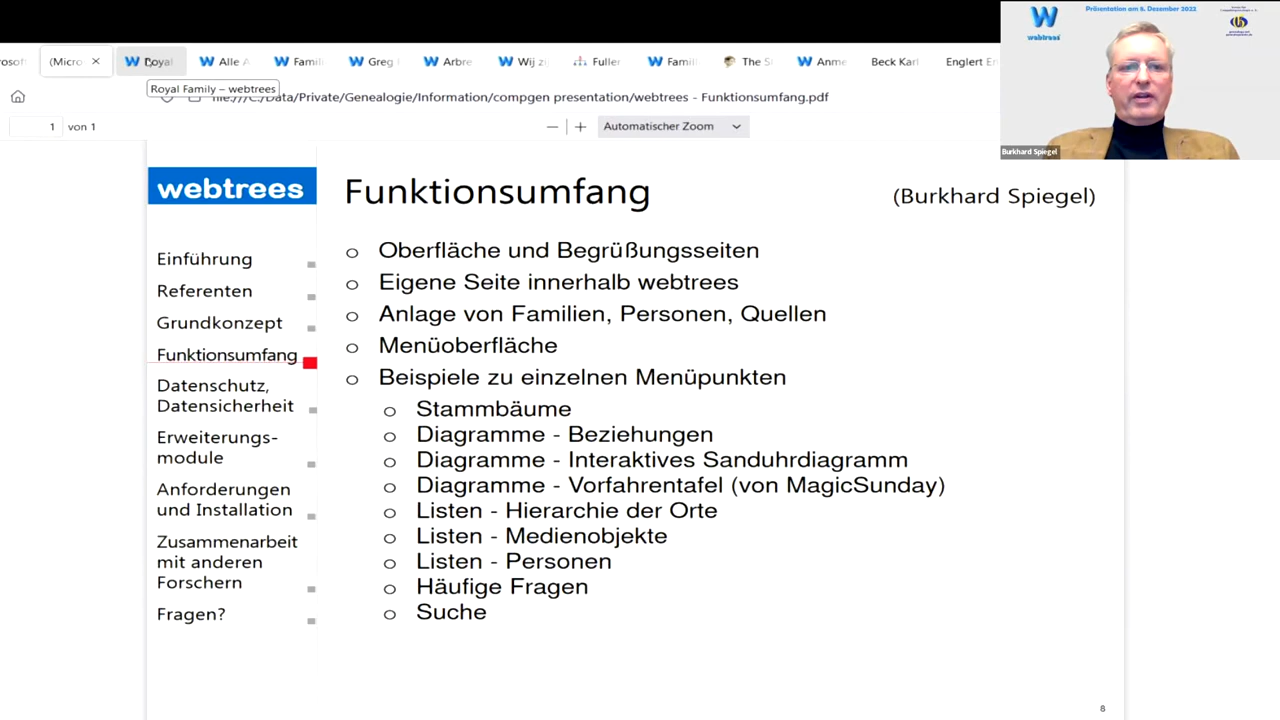 (Micro
Royal
Alle A
Famil
Greg
Arbre
Wij z
Fuller
Famil
The S
Anme
Beck Karl
Englert
Royal Family – webtrees
file:///C:/Data/Private/Genealogie/Information/compgen presentation/webtrees - Funktionsumfang.pdf
1 von 1
Automatischer Zoom
webtrees
Präsentation am 5. Dezember 2022
Burkhard Spiegel
webtrees
Funktionsumfang
(Burkhard Spiegel)
Einführung
Referenten
Grundkonzept
Funktionsumfang
Datenschutz,
Datensicherheit
Erweiterungs-
module
Anforderungen
und Installation
Zusammenarbeit
mit anderen
Forschern
Fragen?
Oberfläche und Begrüßungsseiten
Eigene Seite innerhalb webtrees
Anlage von Familien, Personen, Quellen
Menüoberfläche
Beispiele zu einzelnen Menüpunkten
Stammbäume
Diagramme - Beziehungen
Diagramme - Interaktives Sanduhrdiagramm
Diagramme - Vorfahrentafel (von MagicSunday)
Listen - Hierarchie der Orte
Listen - Medienobjekte
Listen - Personen
Häufige Fragen
Suche
8